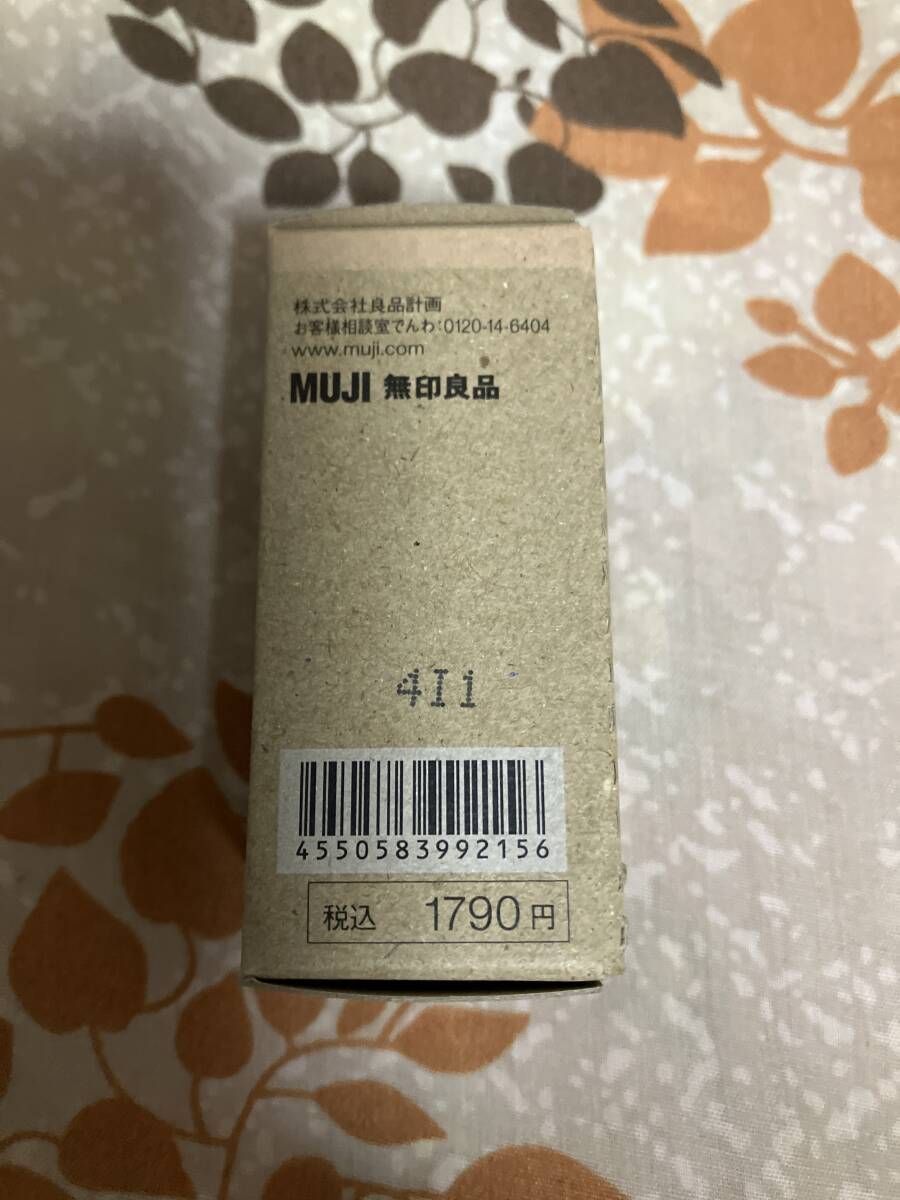 株式会社良品計画
お客様相談室でんわ:0120-14-6404
www.muji.com
MUJI 無印良品
4I1
4550583992156
税込 1790円